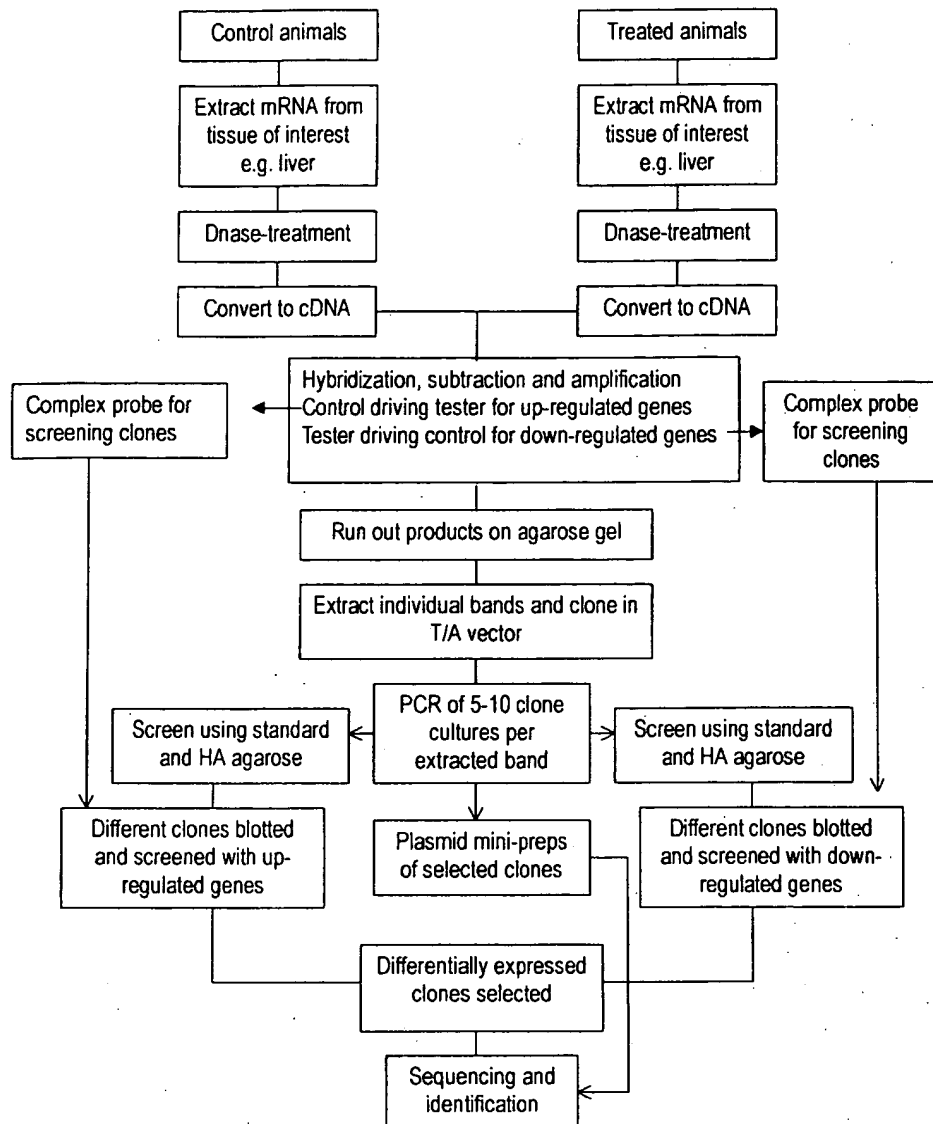 Control animals
Treated animals
Extract mRNA from
tissue of interest
e.g. liver
Extract mRNA from
tissue of interest
e.g. liver
Dnase-treatment
Dnase-treatment
Convert to cDNA
Convert to cDNA
Hybridization, subtraction and amplification
Control driving tester for up-regulated genes
Tester driving control for down-regulated genes
Complex probe for
screening clones
Complex probe
for screening
clones
Run out products on agarose gel
Extract individual bands and clone in
T/A vector
PCR of 5-10 clone
cultures per
extracted band
Screen using standard
and HA agarose
Screen using standard
and HA agarose
Different clones blotted
and screened with up-
regulated genes
Plasmid mini-preps
of selected clones
Different clones blotted
and screened with down-
regulated genes
Differentially expressed
clones selected
Sequencing and
identification